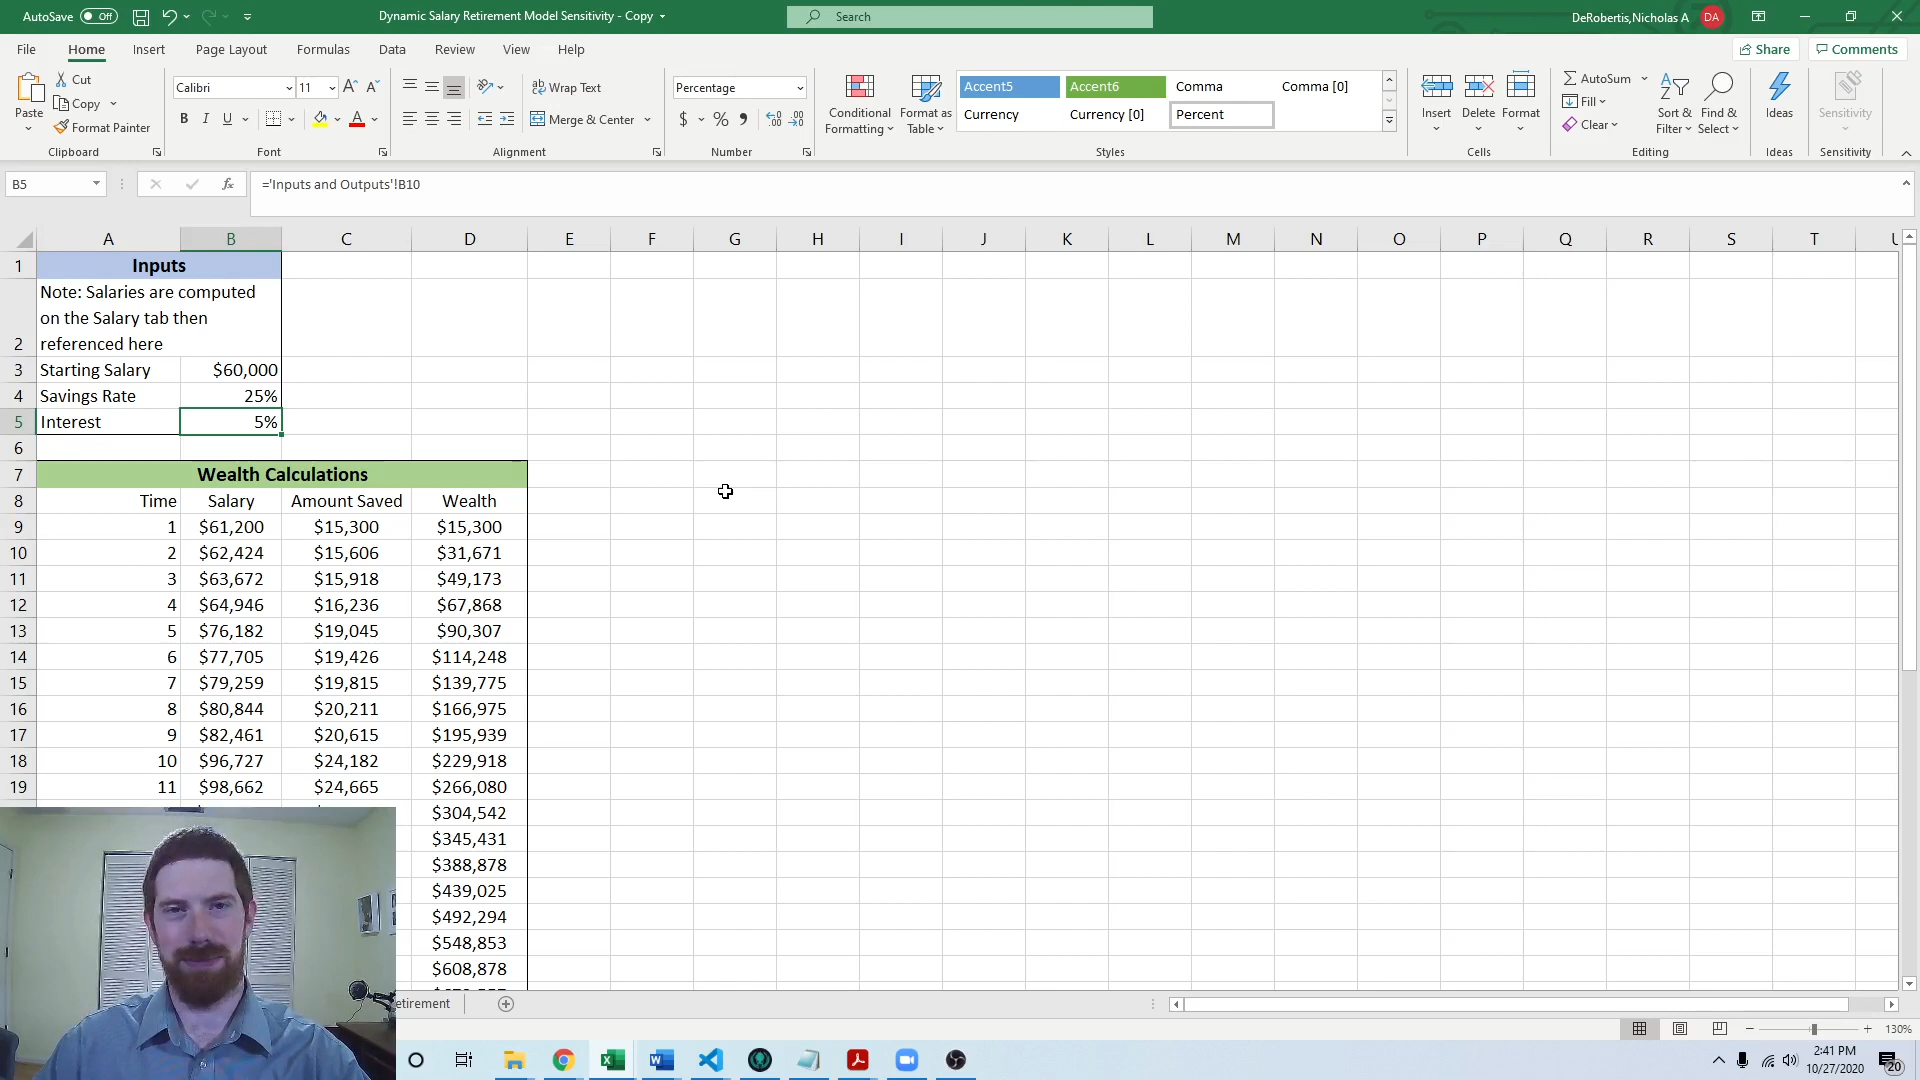 AutoSave Off
Dynamic Salary Retirement Model Sensitivity - Copy
Search
DeRobertis,Nicholas A DA
File Home Insert Page Layout Formulas Data Review View Help Share Comments
Paste Cut Copy Format Painter
Clipboard
Calibri 11
B I U
Font
Wrap Text
Merge & Center
Alignment
Percentage
$ % ,
Number
Conditional Formatting
Format as Table
Accent5 Accent6 Comma Comma [0]
Currency Currency [0] Percent
Styles
Insert Delete Format
Cells
AutoSum
Fill
Clear
Sort & Filter
Find & Select
Editing
Ideas
Ideas
Sensitivity
Sensitivity
B5 fx ='Inputs and Outputs'!B10
A B C D E F G H I J K L M N O P Q R S T U
1 Inputs
Note: Salaries are computed
on the Salary tab then
2 referenced here
3 Starting Salary $60,000
4 Savings Rate 25%
5 Interest 5%
6
7 Wealth Calculations
8 Time Salary Amount Saved Wealth
9 1 $61,200 $15,300 $15,300
10 2 $62,424 $15,606 $31,671
11 3 $63,672 $15,918 $49,173
12 4 $64,946 $16,236 $67,868
13 5 $76,182 $19,045 $90,307
14 6 $77,705 $19,426 $114,248
15 7 $79,259 $19,815 $139,775
16 8 $80,844 $20,211 $166,975
17 9 $82,461 $20,615 $195,939
18 10 $96,727 $24,182 $229,918
19 11 $98,662 $24,665 $266,080
$304,542
$345,431
$388,878
$439,025
$492,294
$548,853
$608,878
etirement
130%
2:41 PM
10/27/2020
20